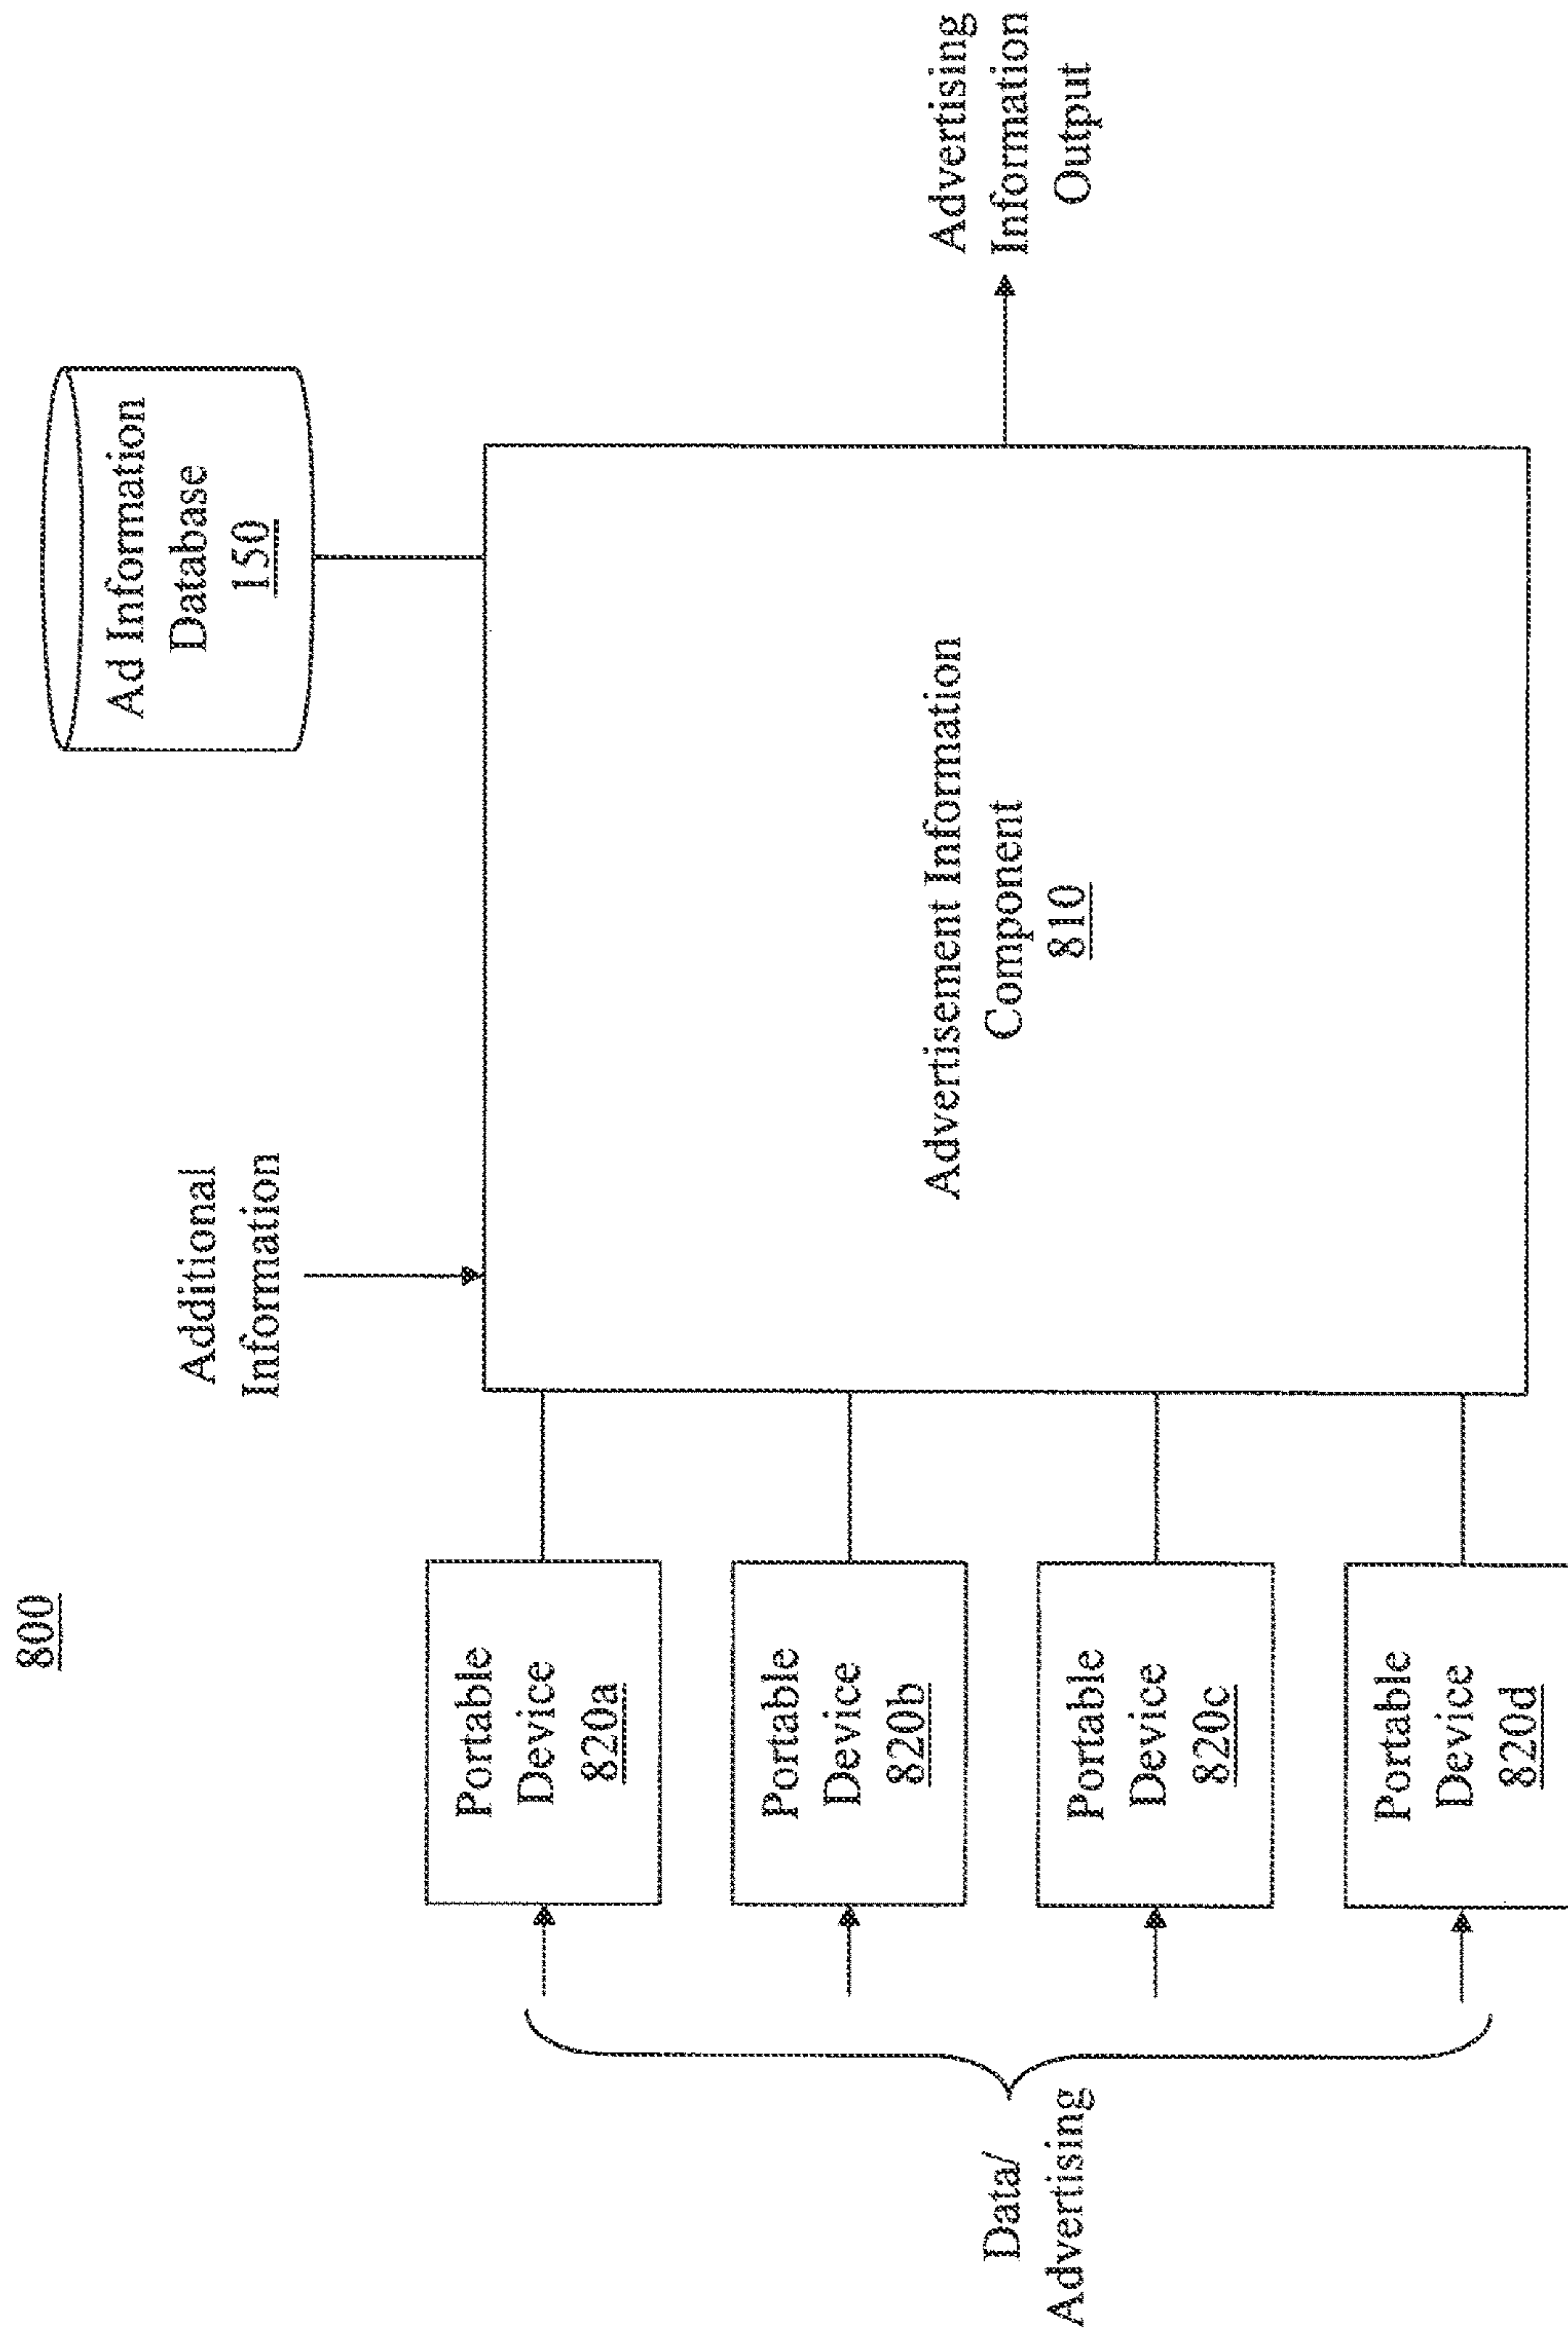 800
Additional
Information
Ad Information
Database
150
Portable
Device
820a
Portable
Device
820b
Portable
Device
820c
Portable
Device
820d
Data/
Advertising
Advertisement Information
Component
810
Advertising
Information
Output